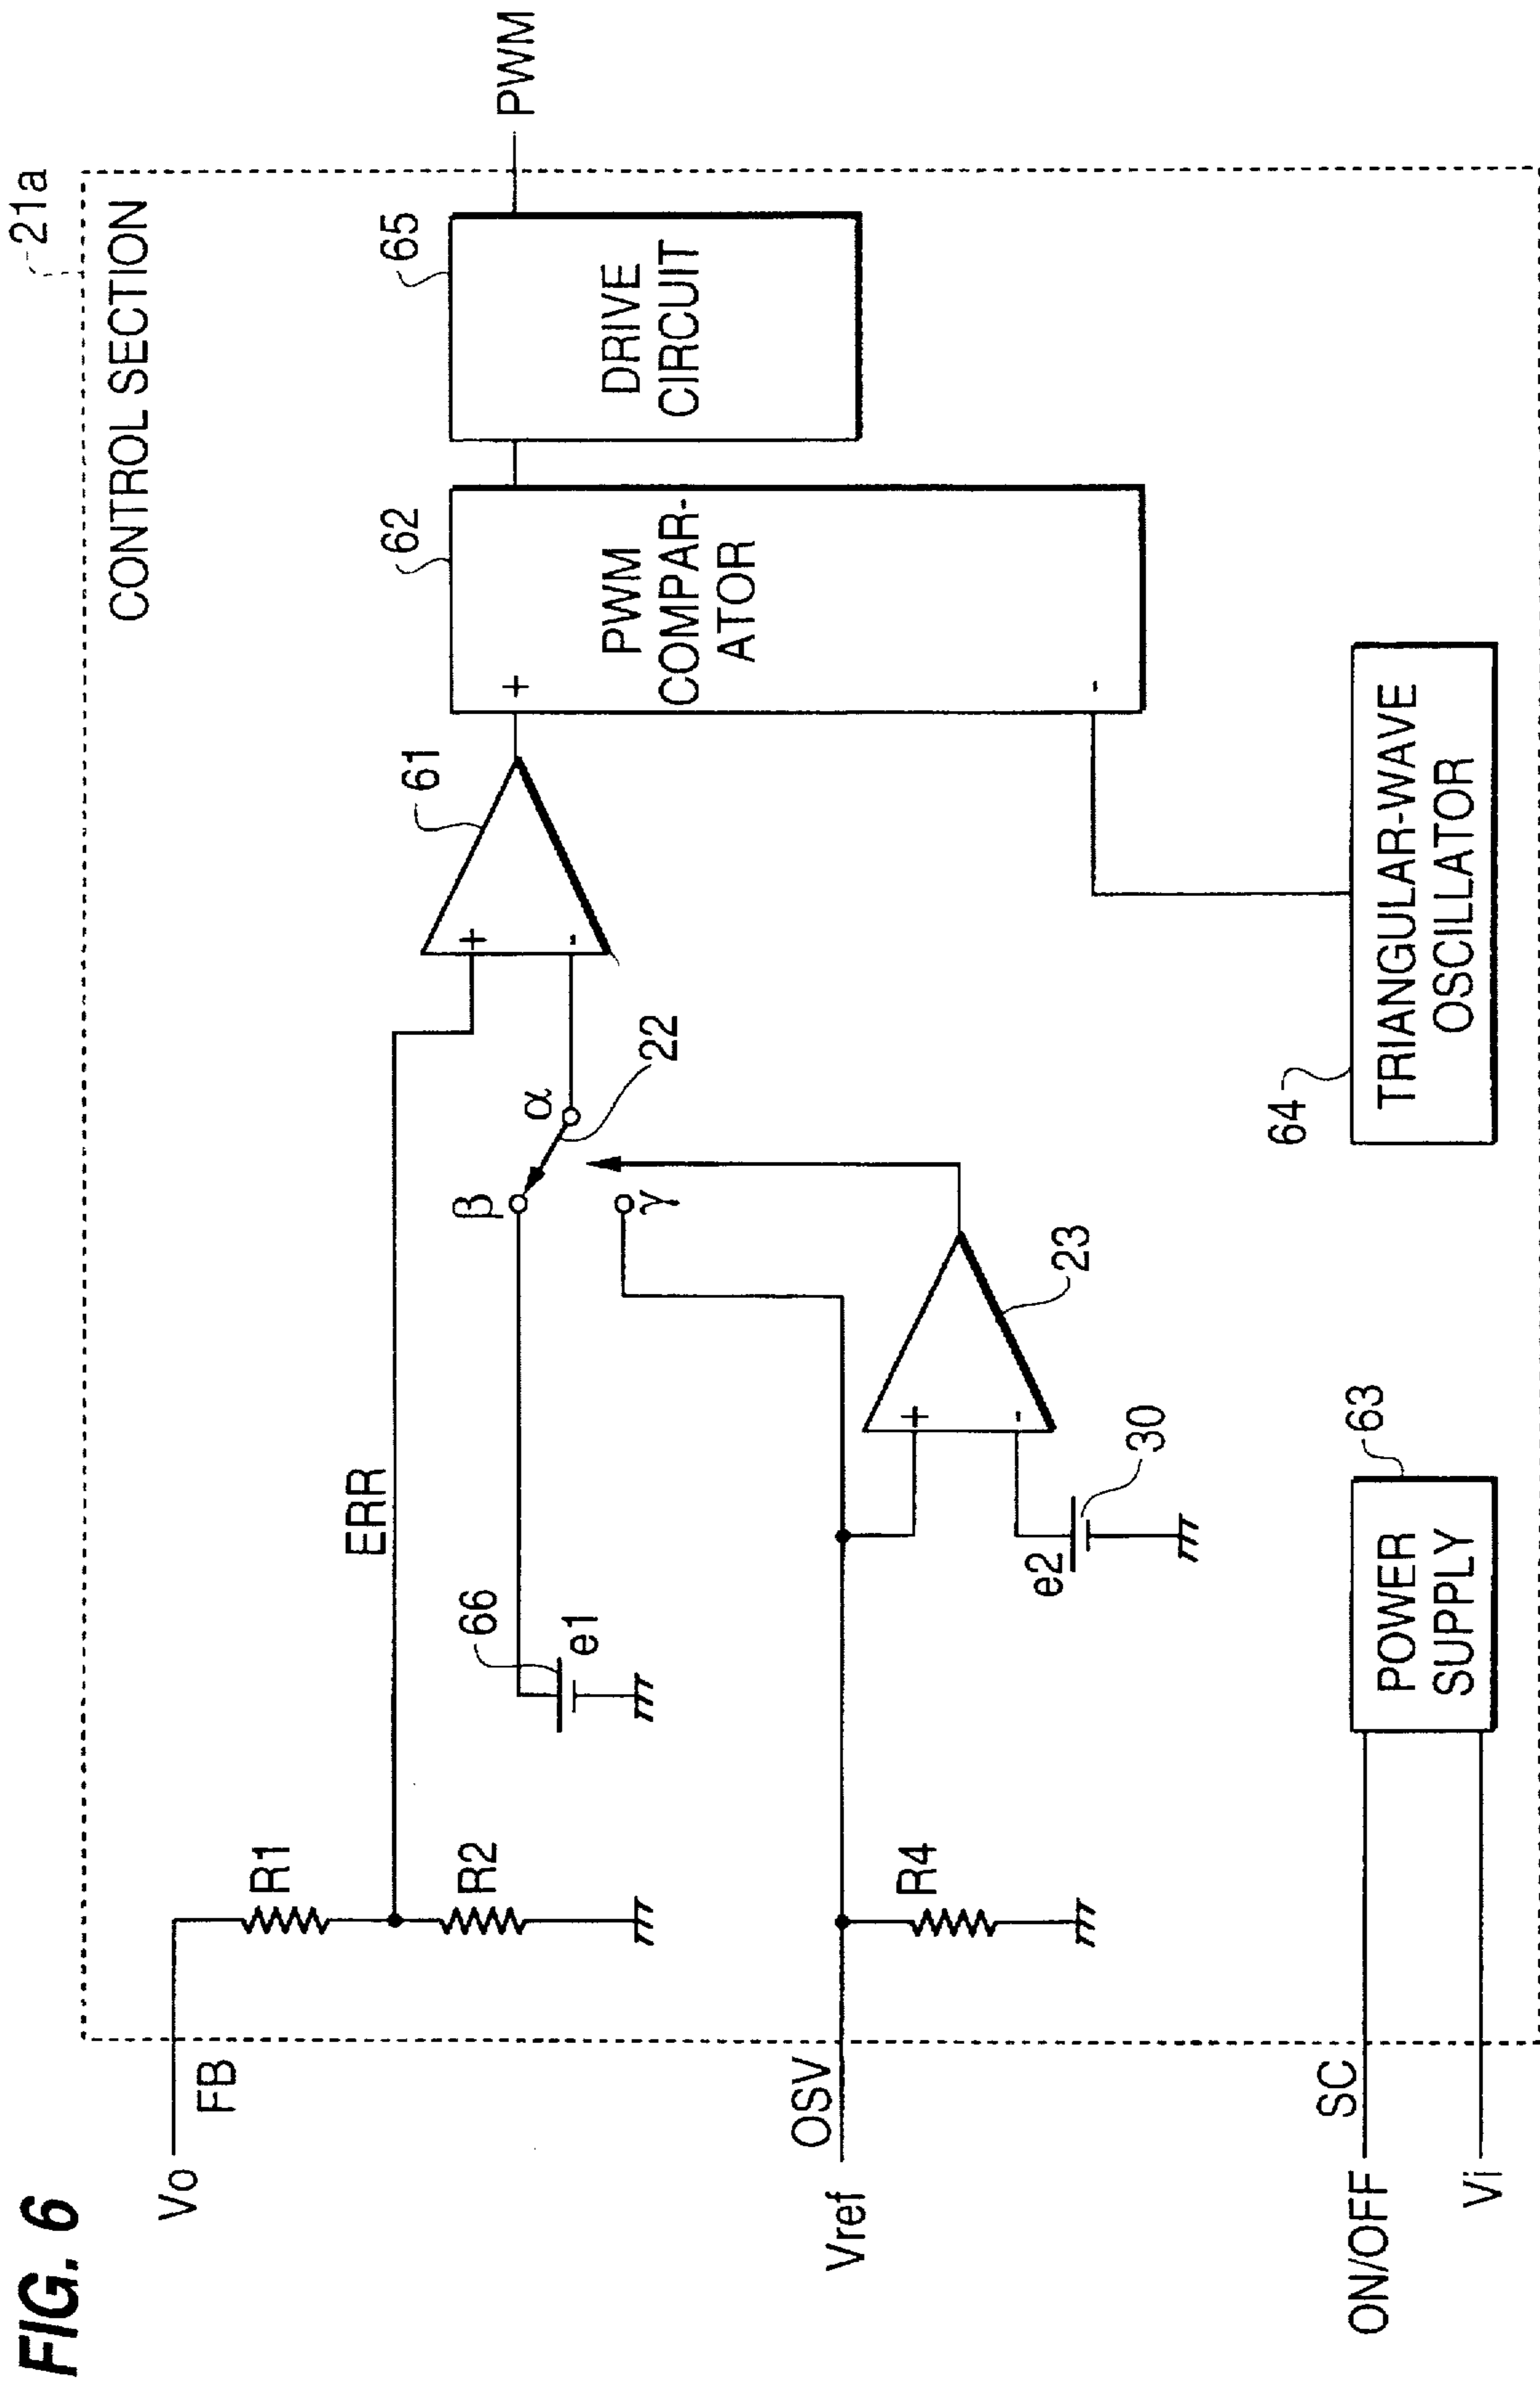 FIG. 6
21a
CONTROL SECTION
Vo
FB
R1
R2
ERR
66
e1
β
α
γ
22
+
-
61
+
-
62
PWM
COMPAR-
ATOR
65
DRIVE
CIRCUIT
PWM
Vref
OSV
R4
+
-
23
e2
30
ON/OFF
SC
Vi
63
POWER
SUPPLY
64
TRIANGULAR-WAVE
OSCILLATOR